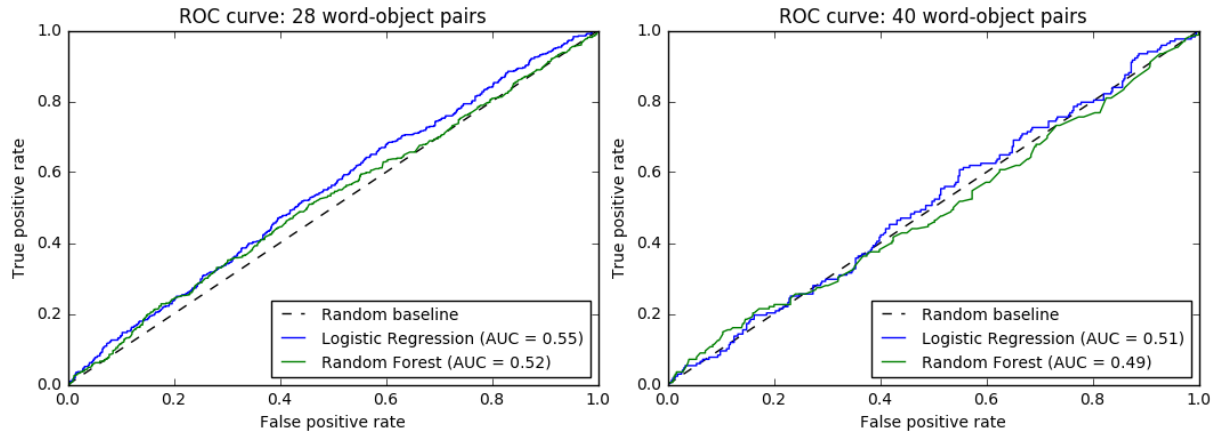 ROC curve: 28 word-object pairs
1.0
0.8
0.6
0.4
0.2
0.0
True positive rate
0.0 0.2 0.4 0.6 0.8 1.0
False positive rate
Random baseline
Logistic Regression (AUC = 0.55)
Random Forest (AUC = 0.52)
ROC curve: 40 word-object pairs
1.0
0.8
0.6
0.4
0.2
0.0
True positive rate
0.0 0.2 0.4 0.6 0.8 1.0
False positive rate
Random baseline
Logistic Regression (AUC = 0.51)
Random Forest (AUC = 0.49)